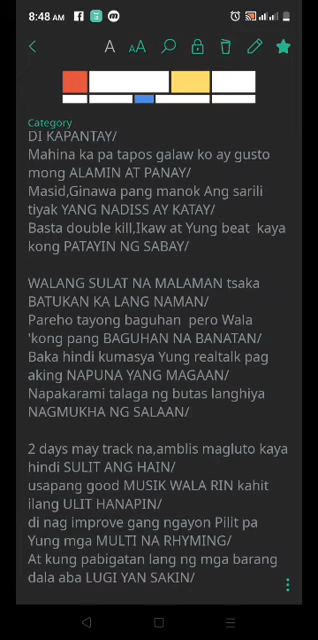 8:48 AM
A AA
Category
DI KAPANTAY/
Mahina ka pa tapos galaw ko ay gusto
mong ALAMIN AT PANAY/
Masid,Ginawa pang manok Ang sarili
tiyak YANG NADISS AY KATAY/
Basta double kill,Ikaw at Yung beat kaya
kong PATAYIN NG SABAY/
WALANG SULAT NA MALAMAN tsaka
BATUKAN KA LANG NAMAN/
Pareho tayong baguhan pero Wala
'kong pang BAGUHAN NA BANATAN/
Baka hindi kumasya Yung realtalk pag
aking NAPUNA YANG MAGAAN/
Napakarami talaga ng butas langhiya
NAGMUKHA NG SALAAN/
2 days may track na,amblis magluto kaya
hindi SULIT ANG HAIN/
usapang good MUSIK WALA RIN kahit
ilang ULIT HANAPIN/
di nag improve gang ngayon Pilit pa
Yung mga MULTI NA RHYMING/
At kung pabigatan lang ng mga barang
dala aba LUGI YAN SAKIN/